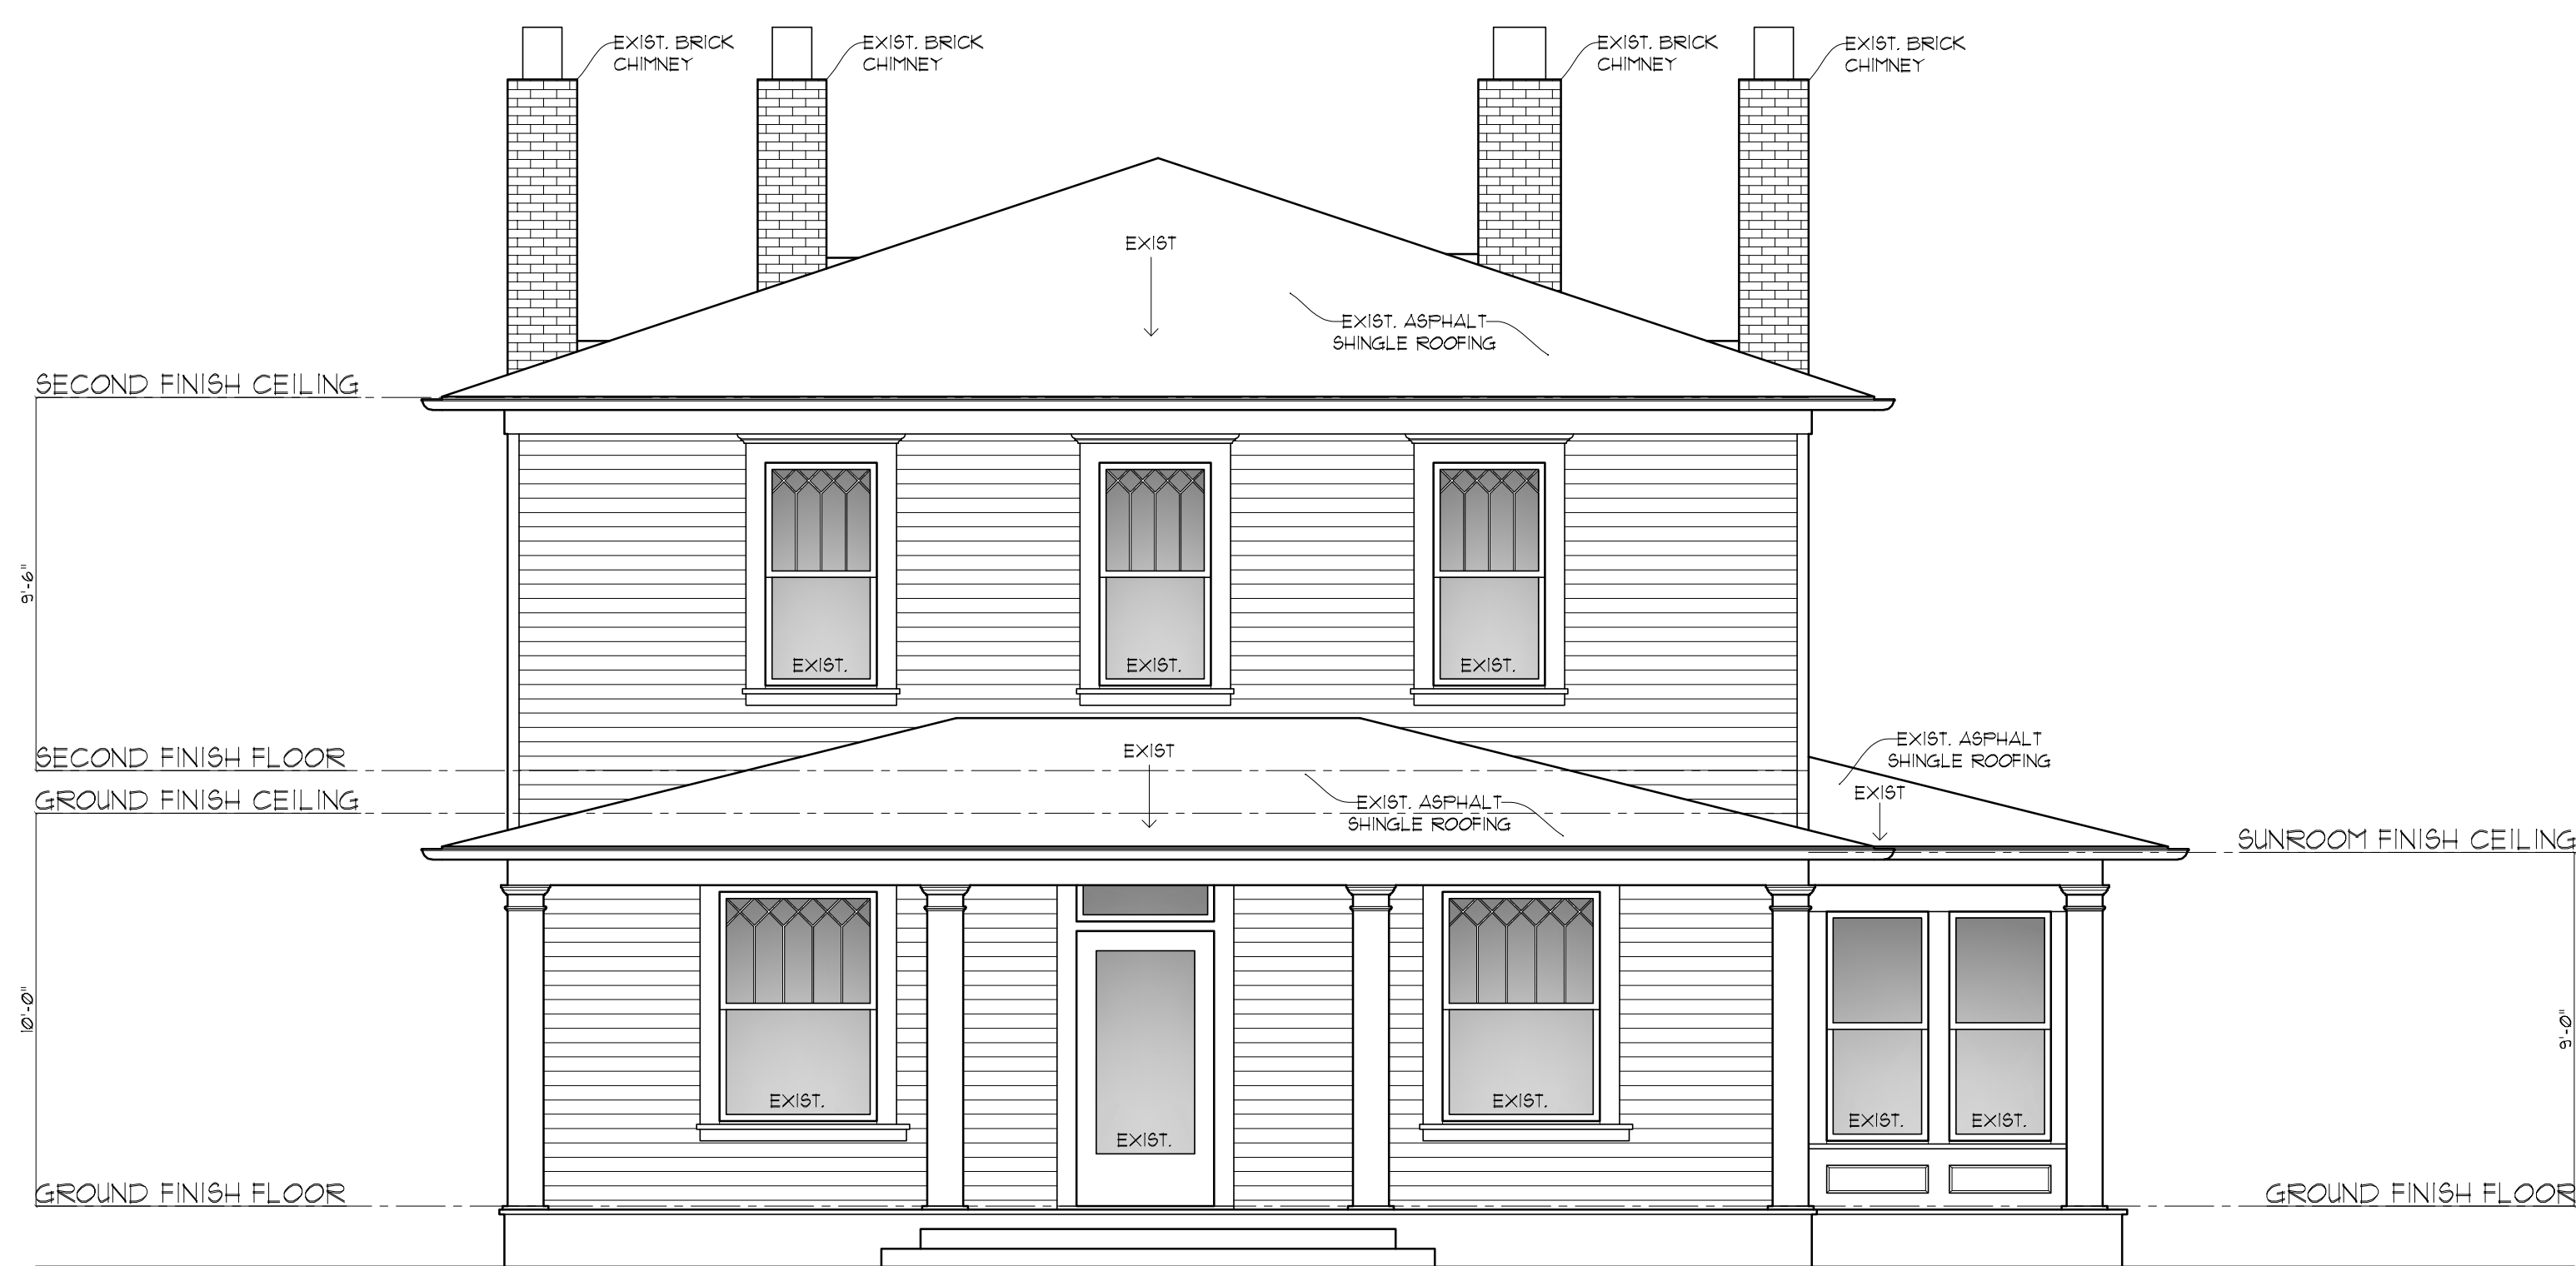 EXIST. BRICK
CHIMNEY
EXIST. BRICK
CHIMNEY
EXIST. BRICK
CHIMNEY
EXIST. BRICK
CHIMNEY
EXIST
EXIST. ASPHALT
SHINGLE ROOFING
SECOND FINISH CEILING
9'-6"
EXIST.
EXIST.
EXIST.
SECOND FINISH FLOOR
EXIST
EXIST. ASPHALT
SHINGLE ROOFING
GROUND FINISH CEILING
EXIST
EXIST. ASPHALT
SHINGLE ROOFING
SUNROOM FINISH CEILING
10'-0"
9'-0"
EXIST.
EXIST.
EXIST.
EXIST.
EXIST.
GROUND FINISH FLOOR
GROUND FINISH FLOOR